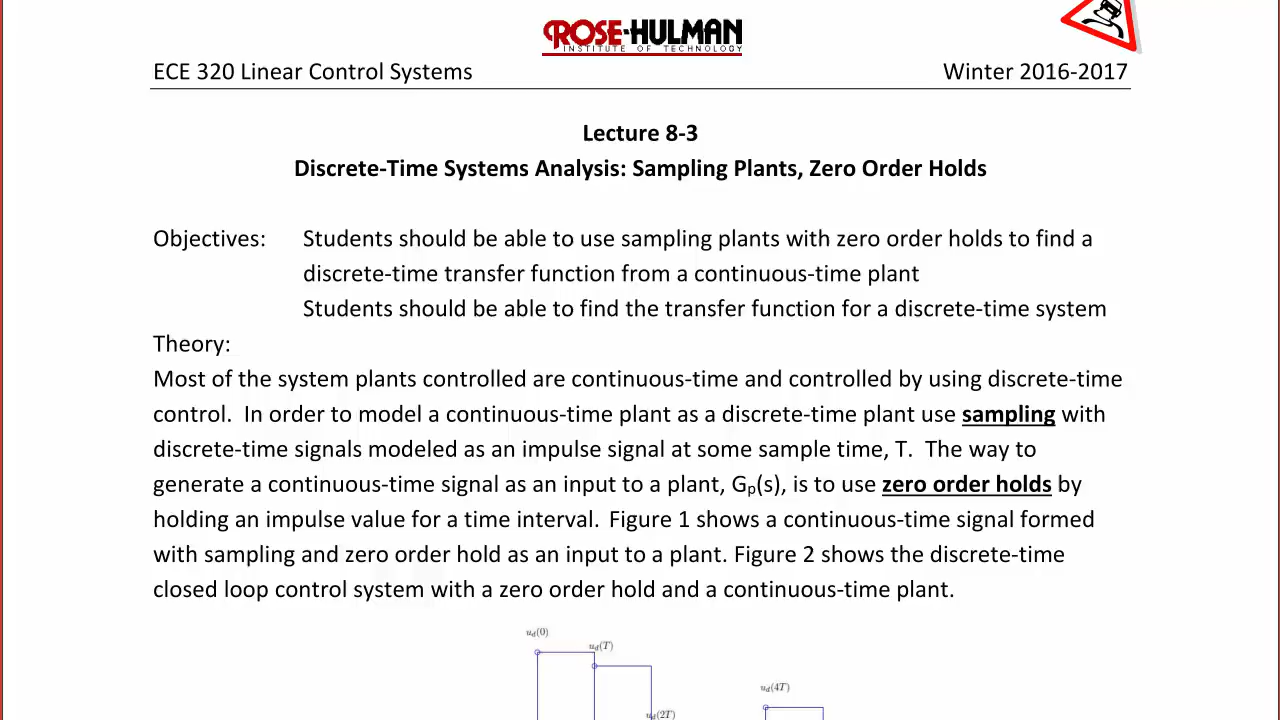 ROSE-HULMAN
INSTITUTE OF TECHNOLOGY
ECE 320 Linear Control Systems Winter 2016-2017
Lecture 8-3
Discrete-Time Systems Analysis: Sampling Plants, Zero Order Holds
Objectives: Students should be able to use sampling plants with zero order holds to find a
discrete-time transfer function from a continuous-time plant
Students should be able to find the transfer function for a discrete-time system
Theory:
Most of the system plants controlled are continuous-time and controlled by using discrete-time
control. In order to model a continuous-time plant as a discrete-time plant use sampling with
discrete-time signals modeled as an impulse signal at some sample time, T. The way to
generate a continuous-time signal as an input to a plant, Gp(s), is to use zero order holds by
holding an impulse value for a time interval. Figure 1 shows a continuous-time signal formed
with sampling and zero order hold as an input to a plant. Figure 2 shows the discrete-time
closed loop control system with a zero order hold and a continuous-time plant.
ud(0)
ud(T)
ud(4T)
ud(2T)